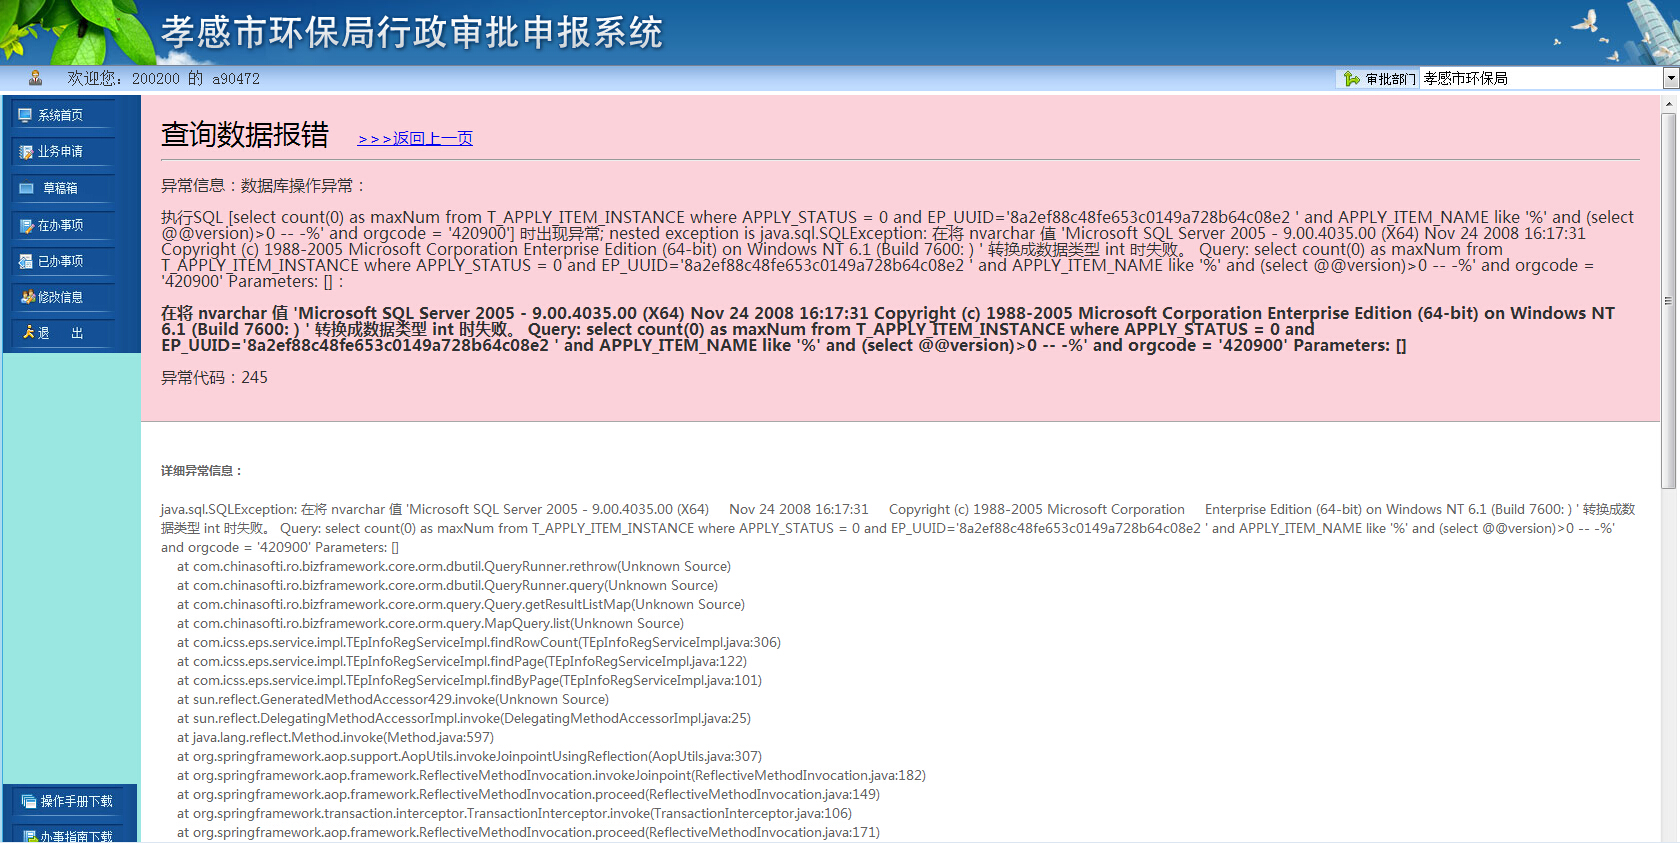 孝感市环保局行政审批申报系统
欢迎您：200200 的 a90472
审批部门 孝感市环保局
系统首页
业务申请
草稿箱
在办事项
已办事项
修改信息
退 出
操作手册下载
办事指南下载
查询数据报错 >>>返回上一页
异常信息：数据库操作异常：
执行SQL [select count(0) as maxNum from T_APPLY_ITEM_INSTANCE where APPLY_STATUS = 0 and EP_UUID='8a2ef88c48fe653c0149a728b64c08e2 ' and APPLY_ITEM_NAME like '%' and (select
@@version)>0 -- -%' and orgcode = '420900'] 时出现异常; nested exception is java.sql.SQLException: 在将 nvarchar 值 'Microsoft SQL Server 2005 - 9.00.4035.00 (X64) Nov 24 2008 16:17:31
Copyright (c) 1988-2005 Microsoft Corporation Enterprise Edition (64-bit) on Windows NT 6.1 (Build 7600: ) ' 转换成数据类型 int 时失败。 Query: select count(0) as maxNum from
T_APPLY_ITEM_INSTANCE where APPLY_STATUS = 0 and EP_UUID='8a2ef88c48fe653c0149a728b64c08e2 ' and APPLY_ITEM_NAME like '%' and (select @@version)>0 -- -%' and orgcode =
'420900' Parameters: []：
在将 nvarchar 值 'Microsoft SQL Server 2005 - 9.00.4035.00 (X64) Nov 24 2008 16:17:31 Copyright (c) 1988-2005 Microsoft Corporation Enterprise Edition (64-bit) on Windows NT
6.1 (Build 7600: ) ' 转换成数据类型 int 时失败。 Query: select count(0) as maxNum from T_APPLY_ITEM_INSTANCE where APPLY_STATUS = 0 and
EP_UUID='8a2ef88c48fe653c0149a728b64c08e2 ' and APPLY_ITEM_NAME like '%' and (select @@version)>0 -- -%' and orgcode = '420900' Parameters: []
异常代码：245
详细异常信息：
java.sql.SQLException: 在将 nvarchar 值 'Microsoft SQL Server 2005 - 9.00.4035.00 (X64) Nov 24 2008 16:17:31 Copyright (c) 1988-2005 Microsoft Corporation Enterprise Edition (64-bit) on Windows NT 6.1 (Build 7600: ) ' 转换成数
据类型 int 时失败。 Query: select count(0) as maxNum from T_APPLY_ITEM_INSTANCE where APPLY_STATUS = 0 and EP_UUID='8a2ef88c48fe653c0149a728b64c08e2 ' and APPLY_ITEM_NAME like '%' and (select @@version)>0 -- -%'
and orgcode = '420900' Parameters: []
at com.chinasofti.ro.bizframework.core.orm.dbutil.QueryRunner.rethrow(Unknown Source)
at com.chinasofti.ro.bizframework.core.orm.dbutil.QueryRunner.query(Unknown Source)
at com.chinasofti.ro.bizframework.core.orm.query.Query.getResultListMap(Unknown Source)
at com.chinasofti.ro.bizframework.core.orm.query.MapQuery.list(Unknown Source)
at com.icss.eps.service.impl.TEpInfoRegServiceImpl.findRowCount(TEpInfoRegServiceImpl.java:306)
at com.icss.eps.service.impl.TEpInfoRegServiceImpl.findPage(TEpInfoRegServiceImpl.java:122)
at com.icss.eps.service.impl.TEpInfoRegServiceImpl.findByPage(TEpInfoRegServiceImpl.java:101)
at sun.reflect.GeneratedMethodAccessor429.invoke(Unknown Source)
at sun.reflect.DelegatingMethodAccessorImpl.invoke(DelegatingMethodAccessorImpl.java:25)
at java.lang.reflect.Method.invoke(Method.java:597)
at org.springframework.aop.support.AopUtils.invokeJoinpointUsingReflection(AopUtils.java:307)
at org.springframework.aop.framework.ReflectiveMethodInvocation.invokeJoinpoint(ReflectiveMethodInvocation.java:182)
at org.springframework.aop.framework.ReflectiveMethodInvocation.proceed(ReflectiveMethodInvocation.java:149)
at org.springframework.transaction.interceptor.TransactionInterceptor.invoke(TransactionInterceptor.java:106)
at org.springframework.aop.framework.ReflectiveMethodInvocation.proceed(ReflectiveMethodInvocation.java:171)